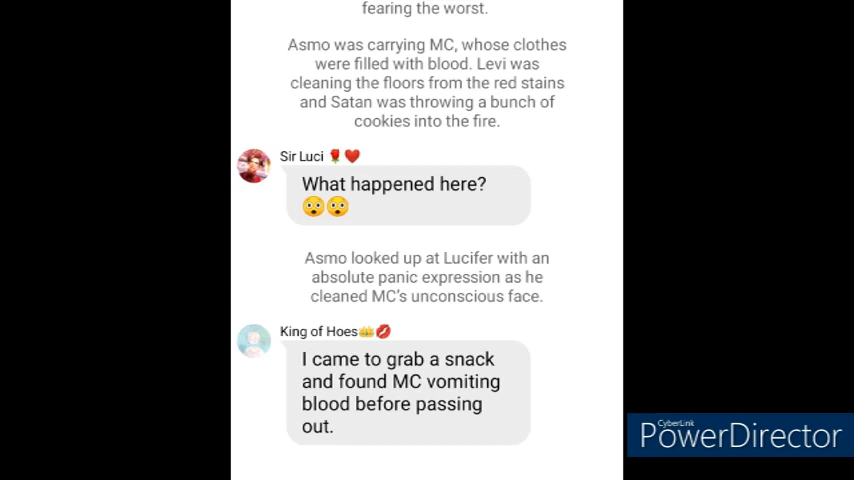 fearing the worst.
Asmo was carrying MC, whose clothes
were filled with blood. Levi was
cleaning the floors from the red stains
and Satan was throwing a bunch of
cookies into the fire.
Sir Luci 🌹❤️
What happened here?
😳😳
Asmo looked up at Lucifer with an
absolute panic expression as he
cleaned MC's unconscious face.
King of Hoes👑💋
I came to grab a snack
and found MC vomiting
blood before passing
out.
CyberLink
PowerDirector